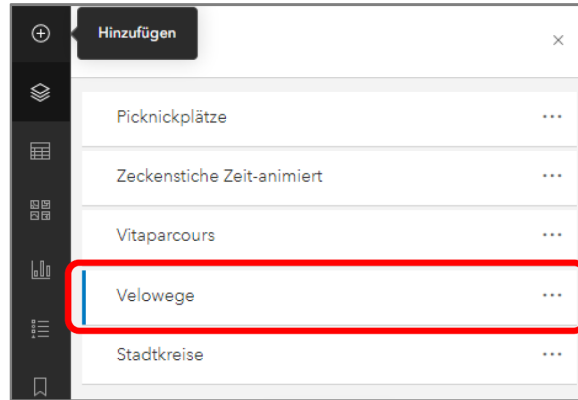 Hinzufügen
Picknickplätze
Zeckenstiche Zeit-animiert
Vitaparcours
Velowege
Stadtkreise